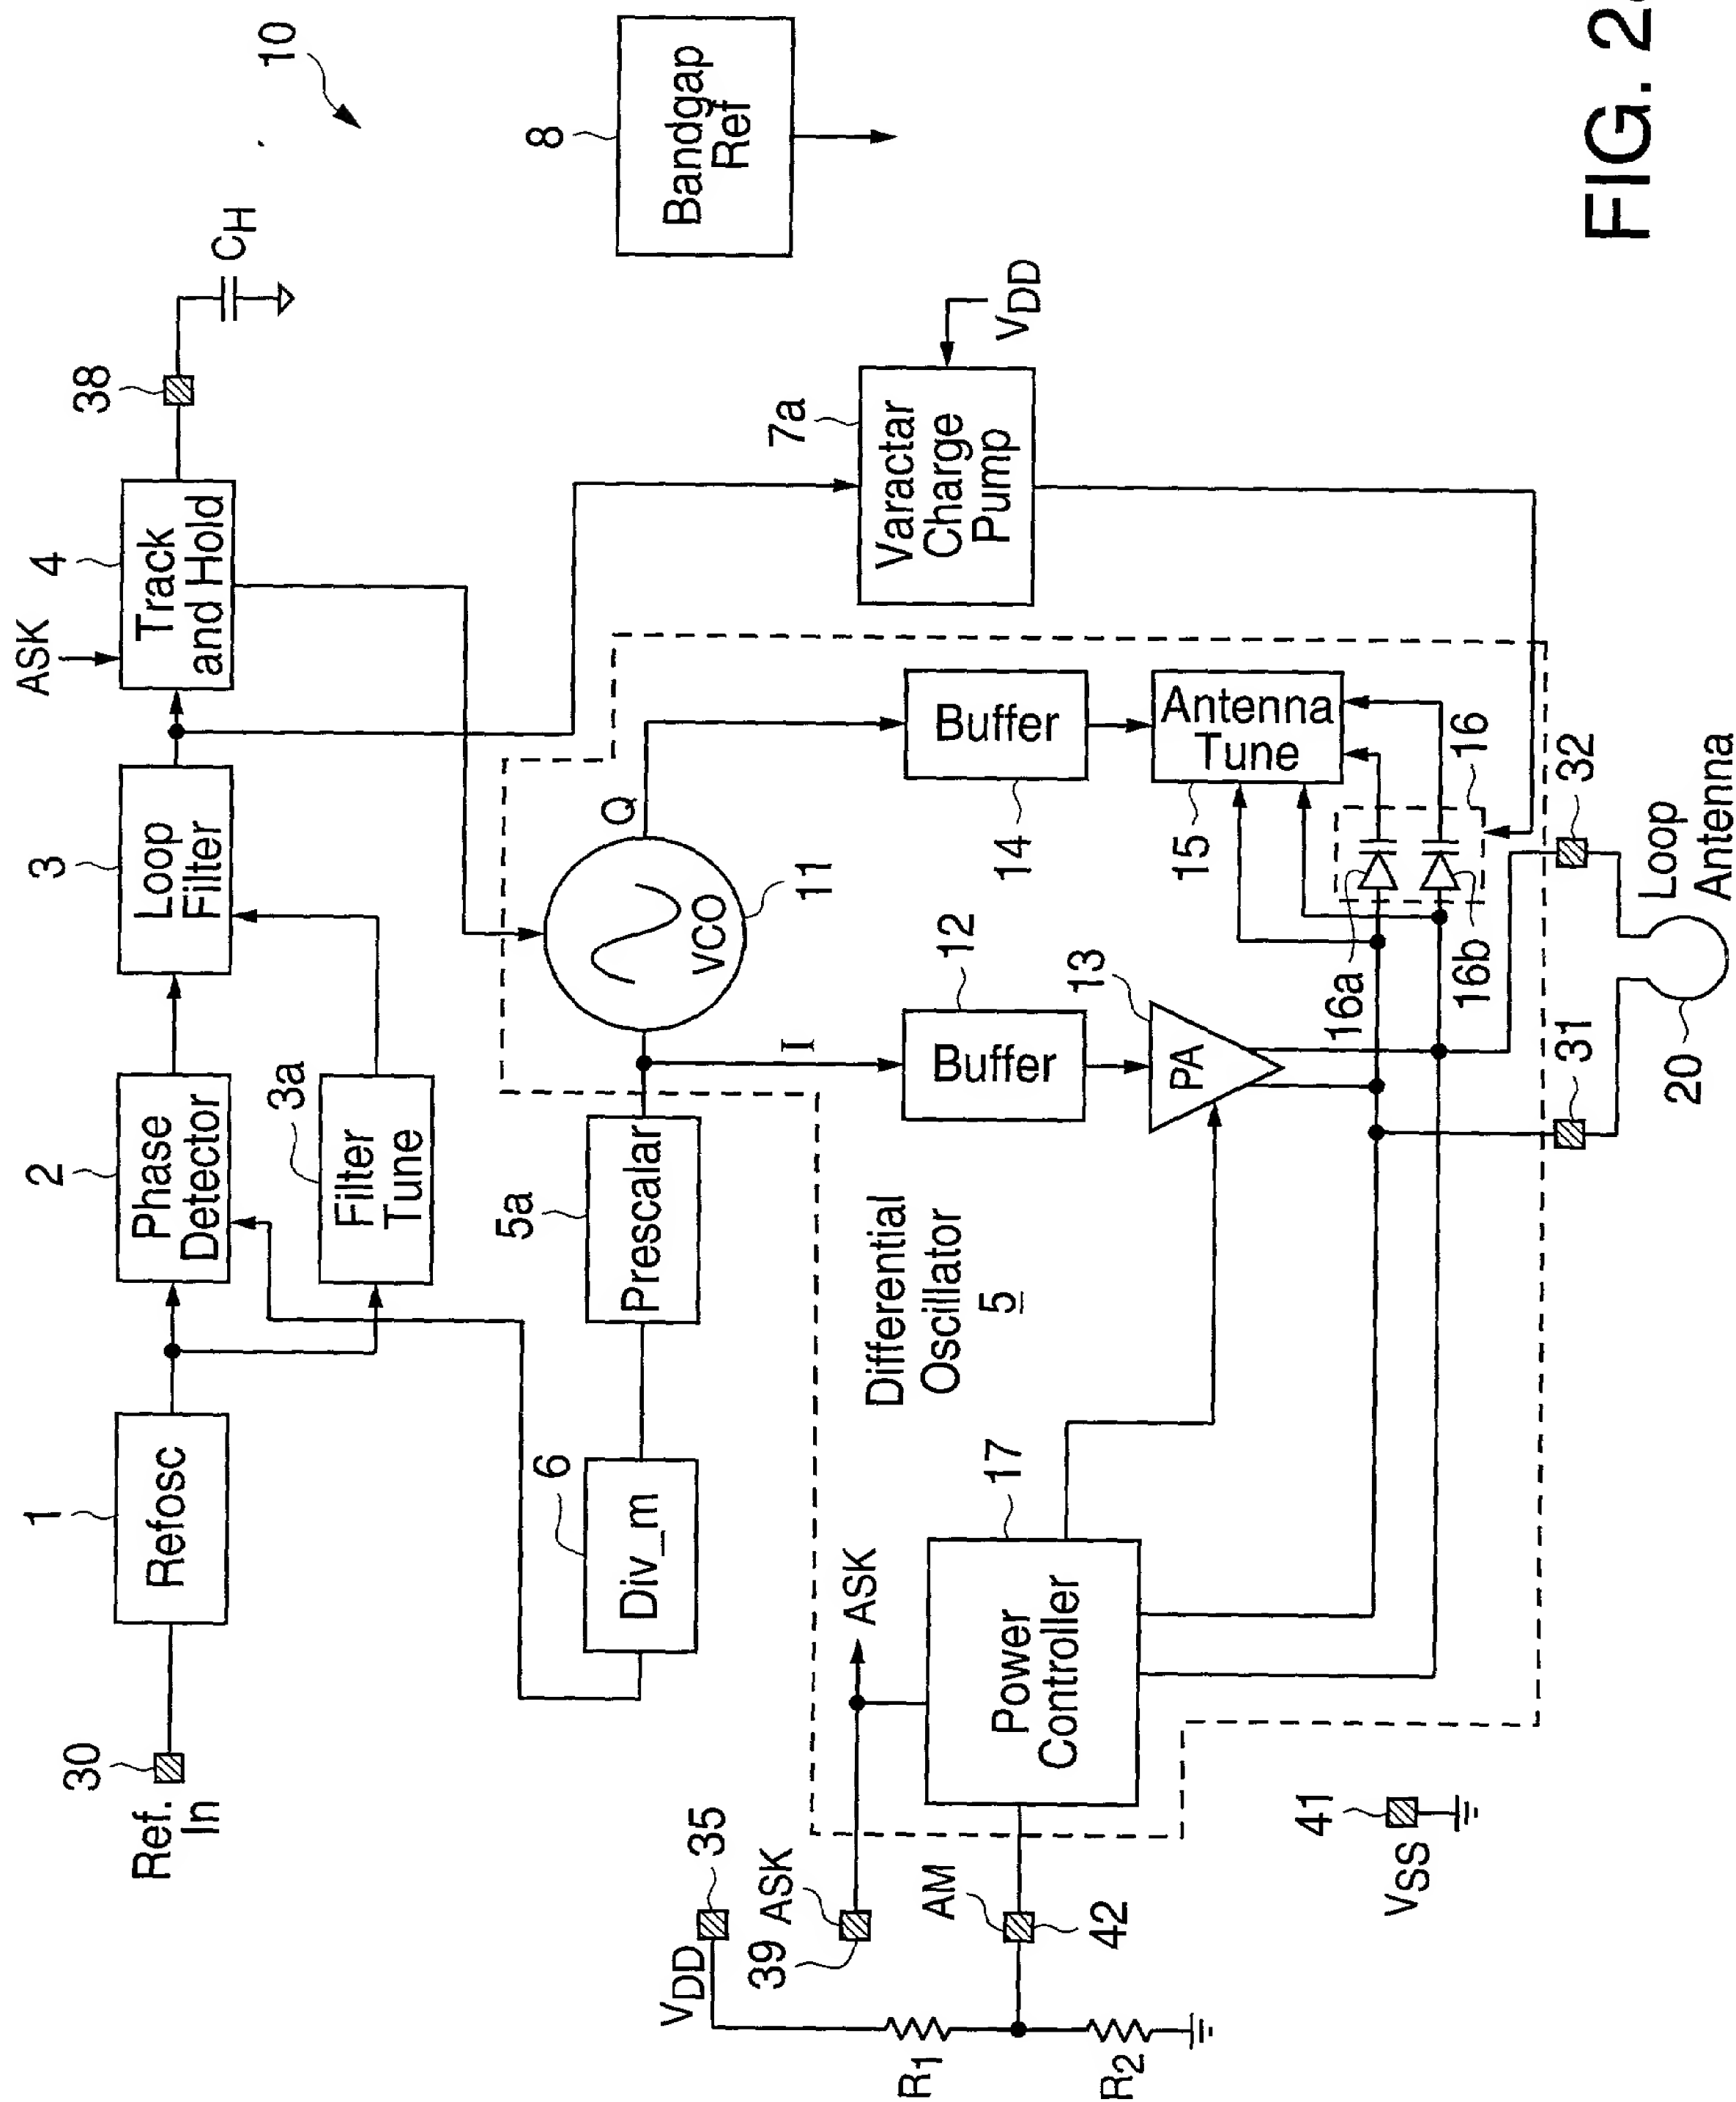 10
ASK
38
CH
4
Track
and Hold
3
Loop
Filter
2
Phase
Detector
1
Refosc
30
Ref.
In
3a
Filter
Tune
8
Bandgap
Ref
7a
Varactar
Charge
Pump
VDD
Q
VCO
11
I
5a
Prescalar
6
Div_m
14
Buffer
12
Buffer
15
Antenna
Tune
13
PA
16
16a
16b
Differential
Oscillator
5
17
Power
Controller
ASK
35
VDD
39
ASK
AM
42
R1
R2
41
VSS
32
31
Loop
Antenna
20
FIG. 2